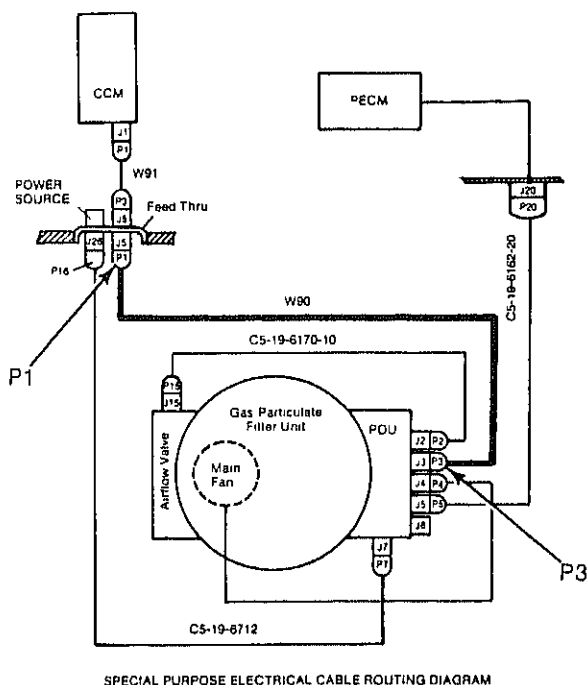 CCM
J1
P1
W91
PECM
POWER
SOURCE
P3
J5
Feed Thru
J26
J5
P16
P1
P1
J20
P20
C5-19-6162-20
W90
C5-19-6170-10
P15
J15
Airflow Valve
Gas Particulate
Filter Unit
Main
Fan
PDU
J2 P2
J3 P3
J4 P4
J5 P5
J6
J7
P7
P3
C5-19-6712
SPECIAL PURPOSE ELECTRICAL CABLE ROUTING DIAGRAM